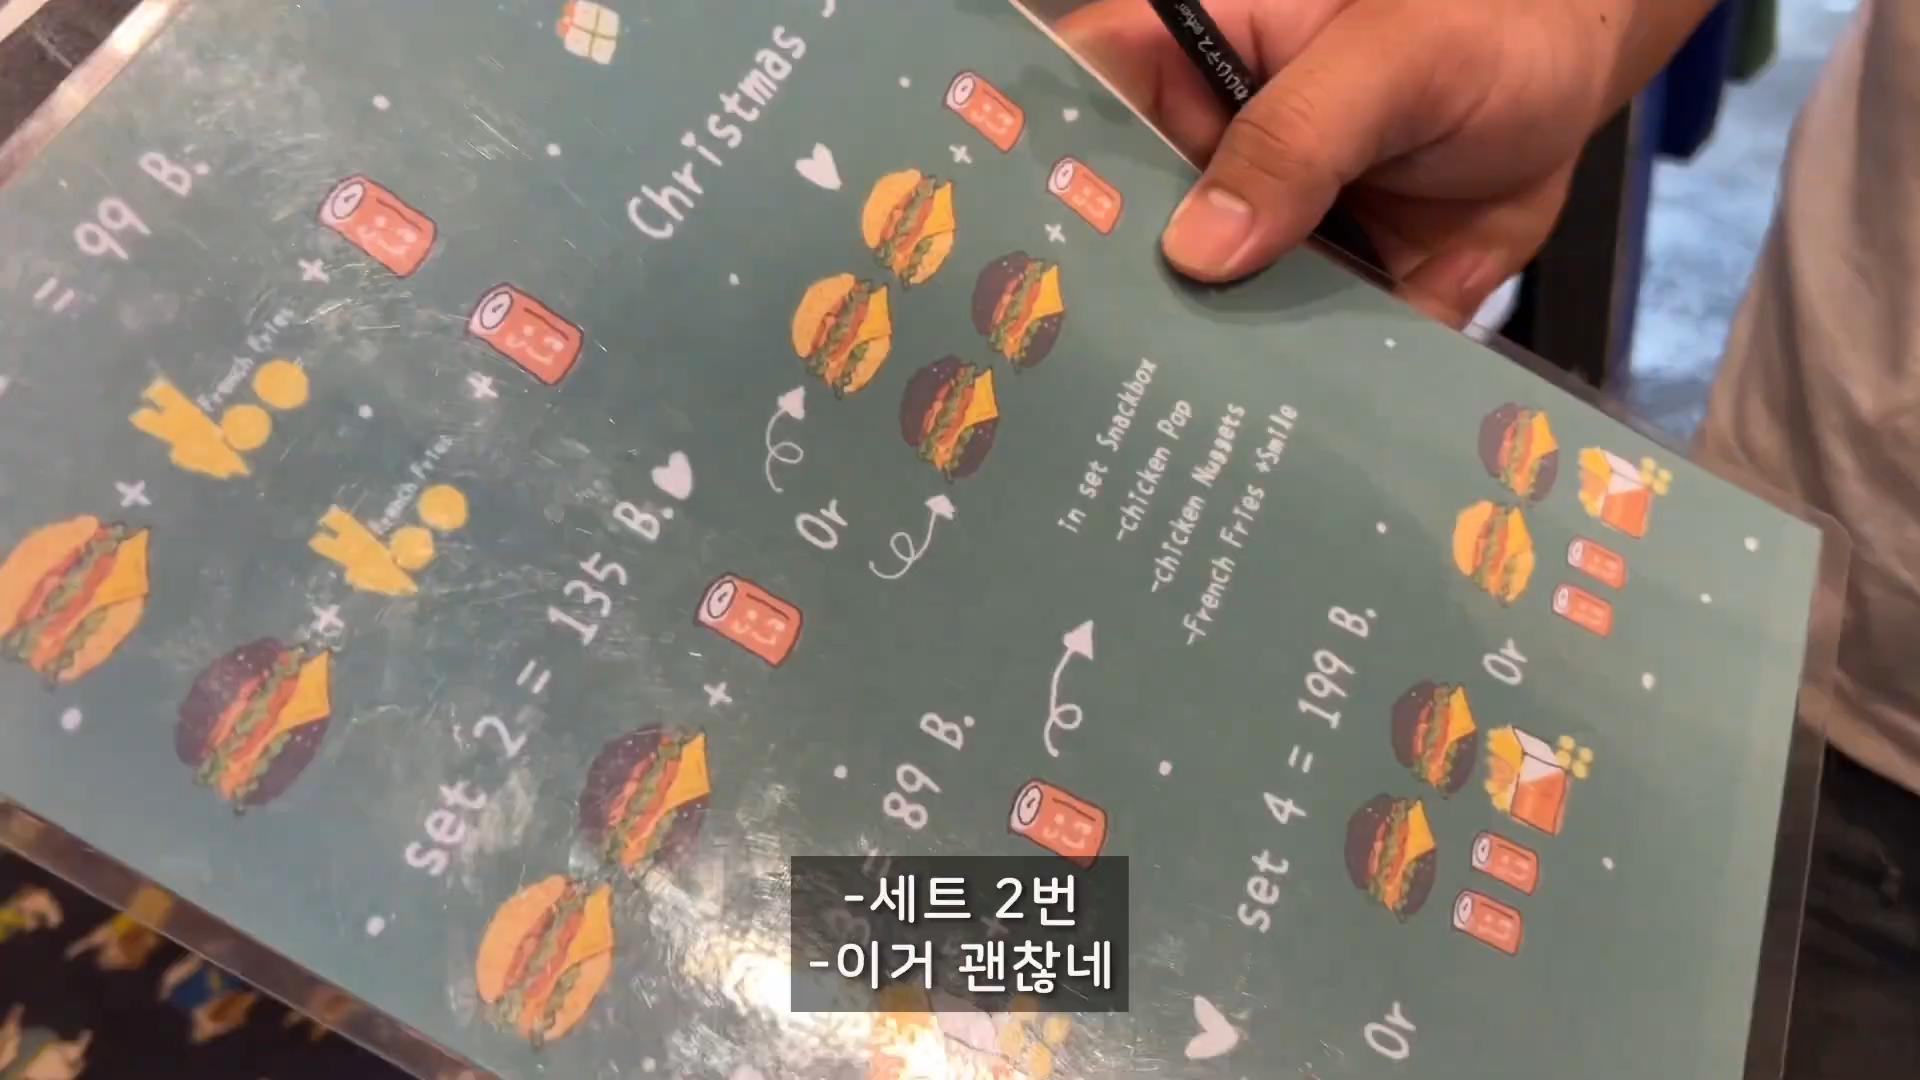 Christmas
= 99 B.
French Fries
French Fries
set 2 = 135 B.
Or
= 89 B.
in set Snackbox
-chicken Pop
-chicken Nuggets
-French Fries +Smile
set 4 = 199 B.
Or
Or
-세트 2번
-이거 괜찮네